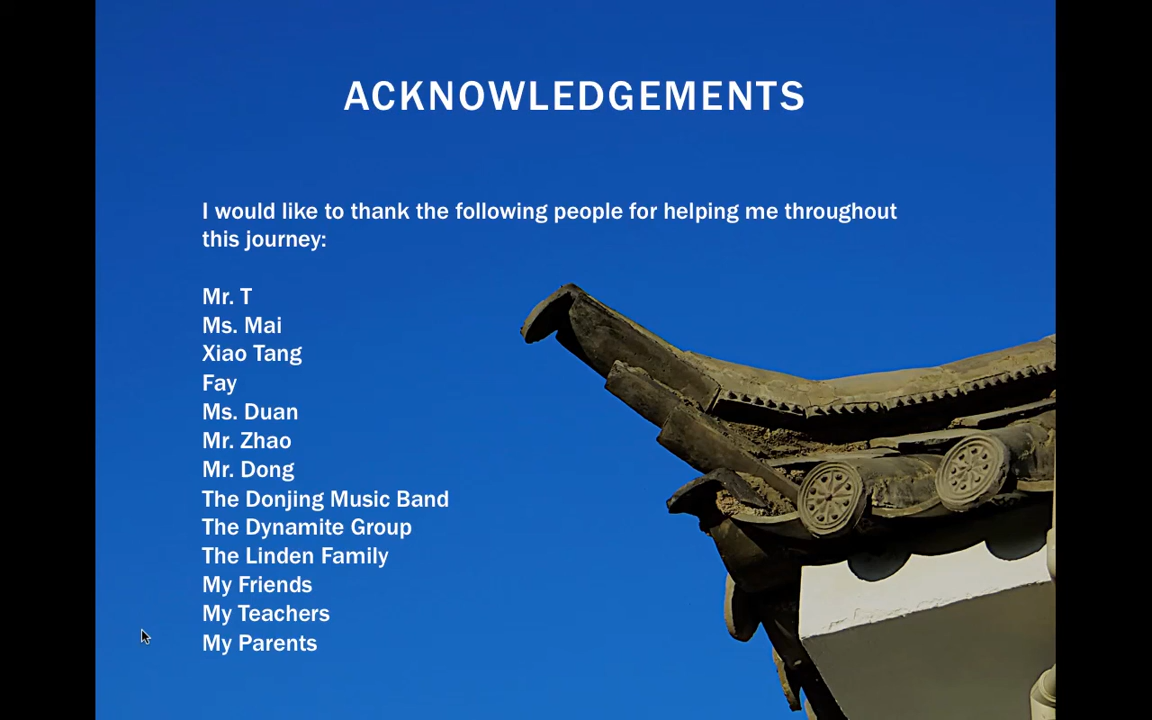 ACKNOWLEDGEMENTS
I would like to thank the following people for helping me throughout
this journey:
Mr. T
Ms. Mai
Xiao Tang
Fay
Ms. Duan
Mr. Zhao
Mr. Dong
The Donjing Music Band
The Dynamite Group
The Linden Family
My Friends
My Teachers
My Parents